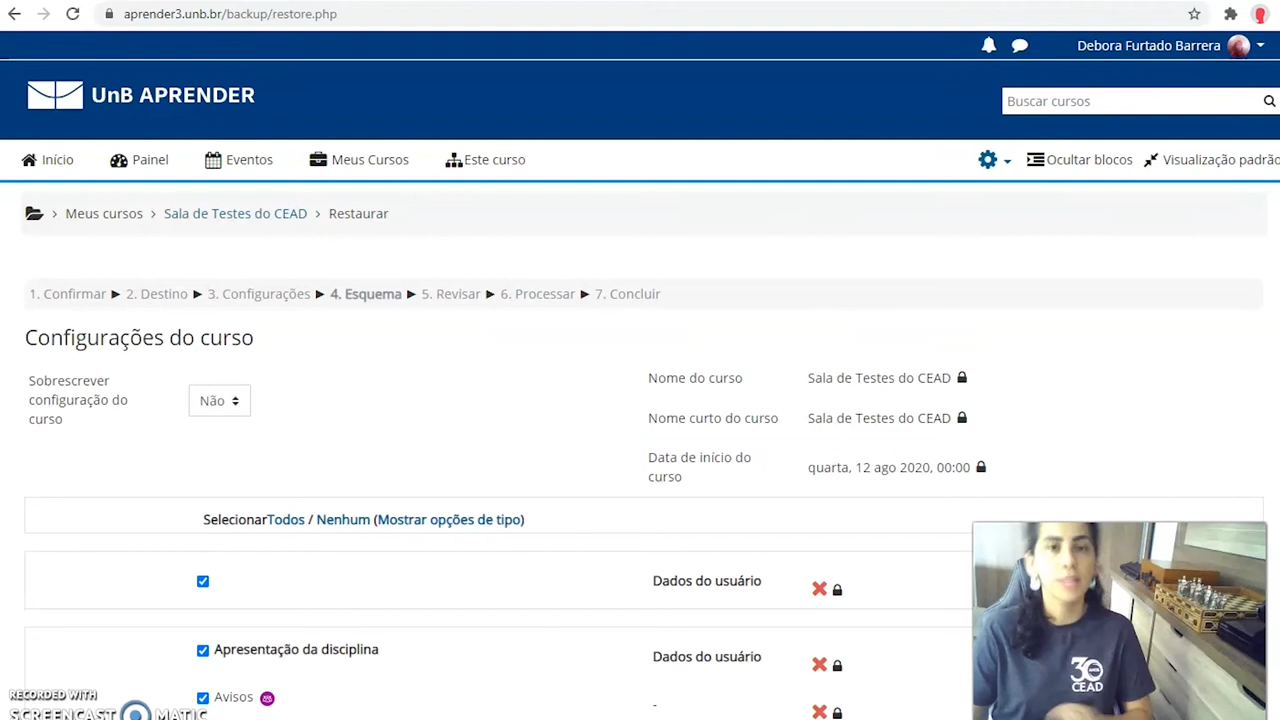 aprender3.unb.br/backup/restore.php
Debora Furtado Barrera
UnB APRENDER
Buscar cursos
Início Painel Eventos Meus Cursos Este curso Ocultar blocos Visualização padrão
Meus cursos › Sala de Testes do CEAD › Restaurar
1. Confirmar ► 2. Destino ► 3. Configurações ► 4. Esquema ► 5. Revisar ► 6. Processar ► 7. Concluir
Configurações do curso
Sobrescrever
configuração do
curso
Não
Nome do curso Sala de Testes do CEAD
Nome curto do curso Sala de Testes do CEAD
Data de início do
curso
quarta, 12 ago 2020, 00:00
SelecionarTodos / Nenhum (Mostrar opções de tipo)
Dados do usuário
Apresentação da disciplina
Dados do usuário
Avisos
-
30
ANOS
CEAD
RECORDED WITH
SCREENCAST MATIC